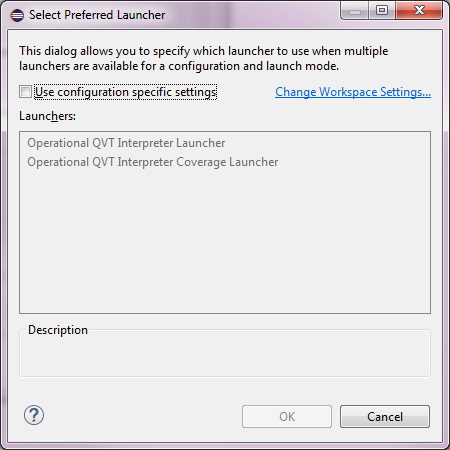 Select Preferred Launcher
This dialog allows you to specify which launcher to use when multiple
launchers are available for a configuration and launch mode.
Use configuration specific settings Change Workspace Settings...
Launchers:
Operational QVT Interpreter Launcher
Operational QVT Interpreter Coverage Launcher
Description
? OK Cancel